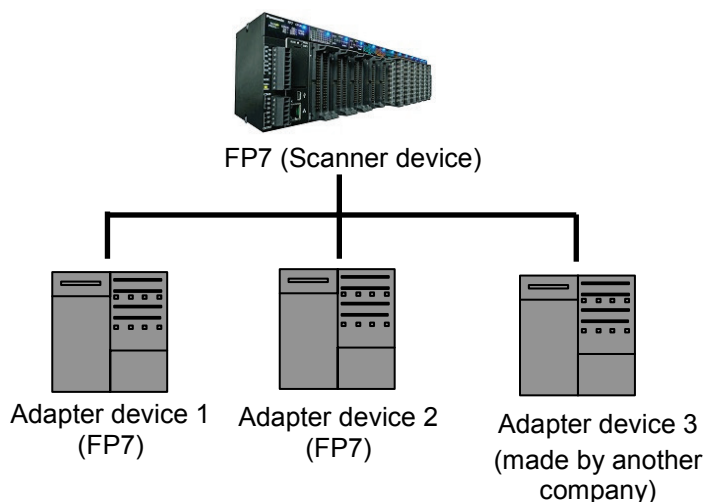 FP7 (Scanner device)
Adapter device 1
(FP7)
Adapter device 2
(FP7)
Adapter device 3
(made by another
company)